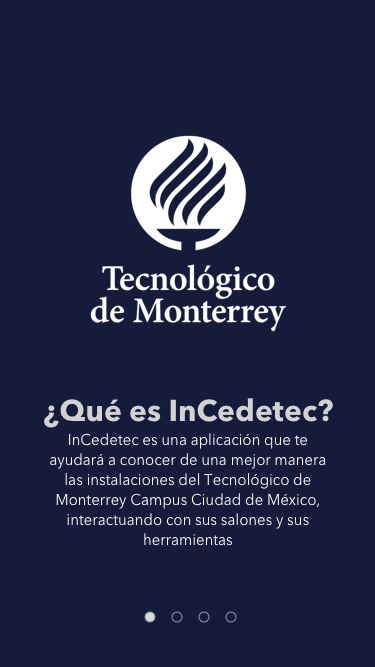 Tecnológico
de Monterrey
¿Qué es InCedetec?
InCedetec es una aplicación que te
ayudará a conocer de una mejor manera
las instalaciones del Tecnológico de
Monterrey Campus Ciudad de México,
interactuando con sus salones y sus
herramientas